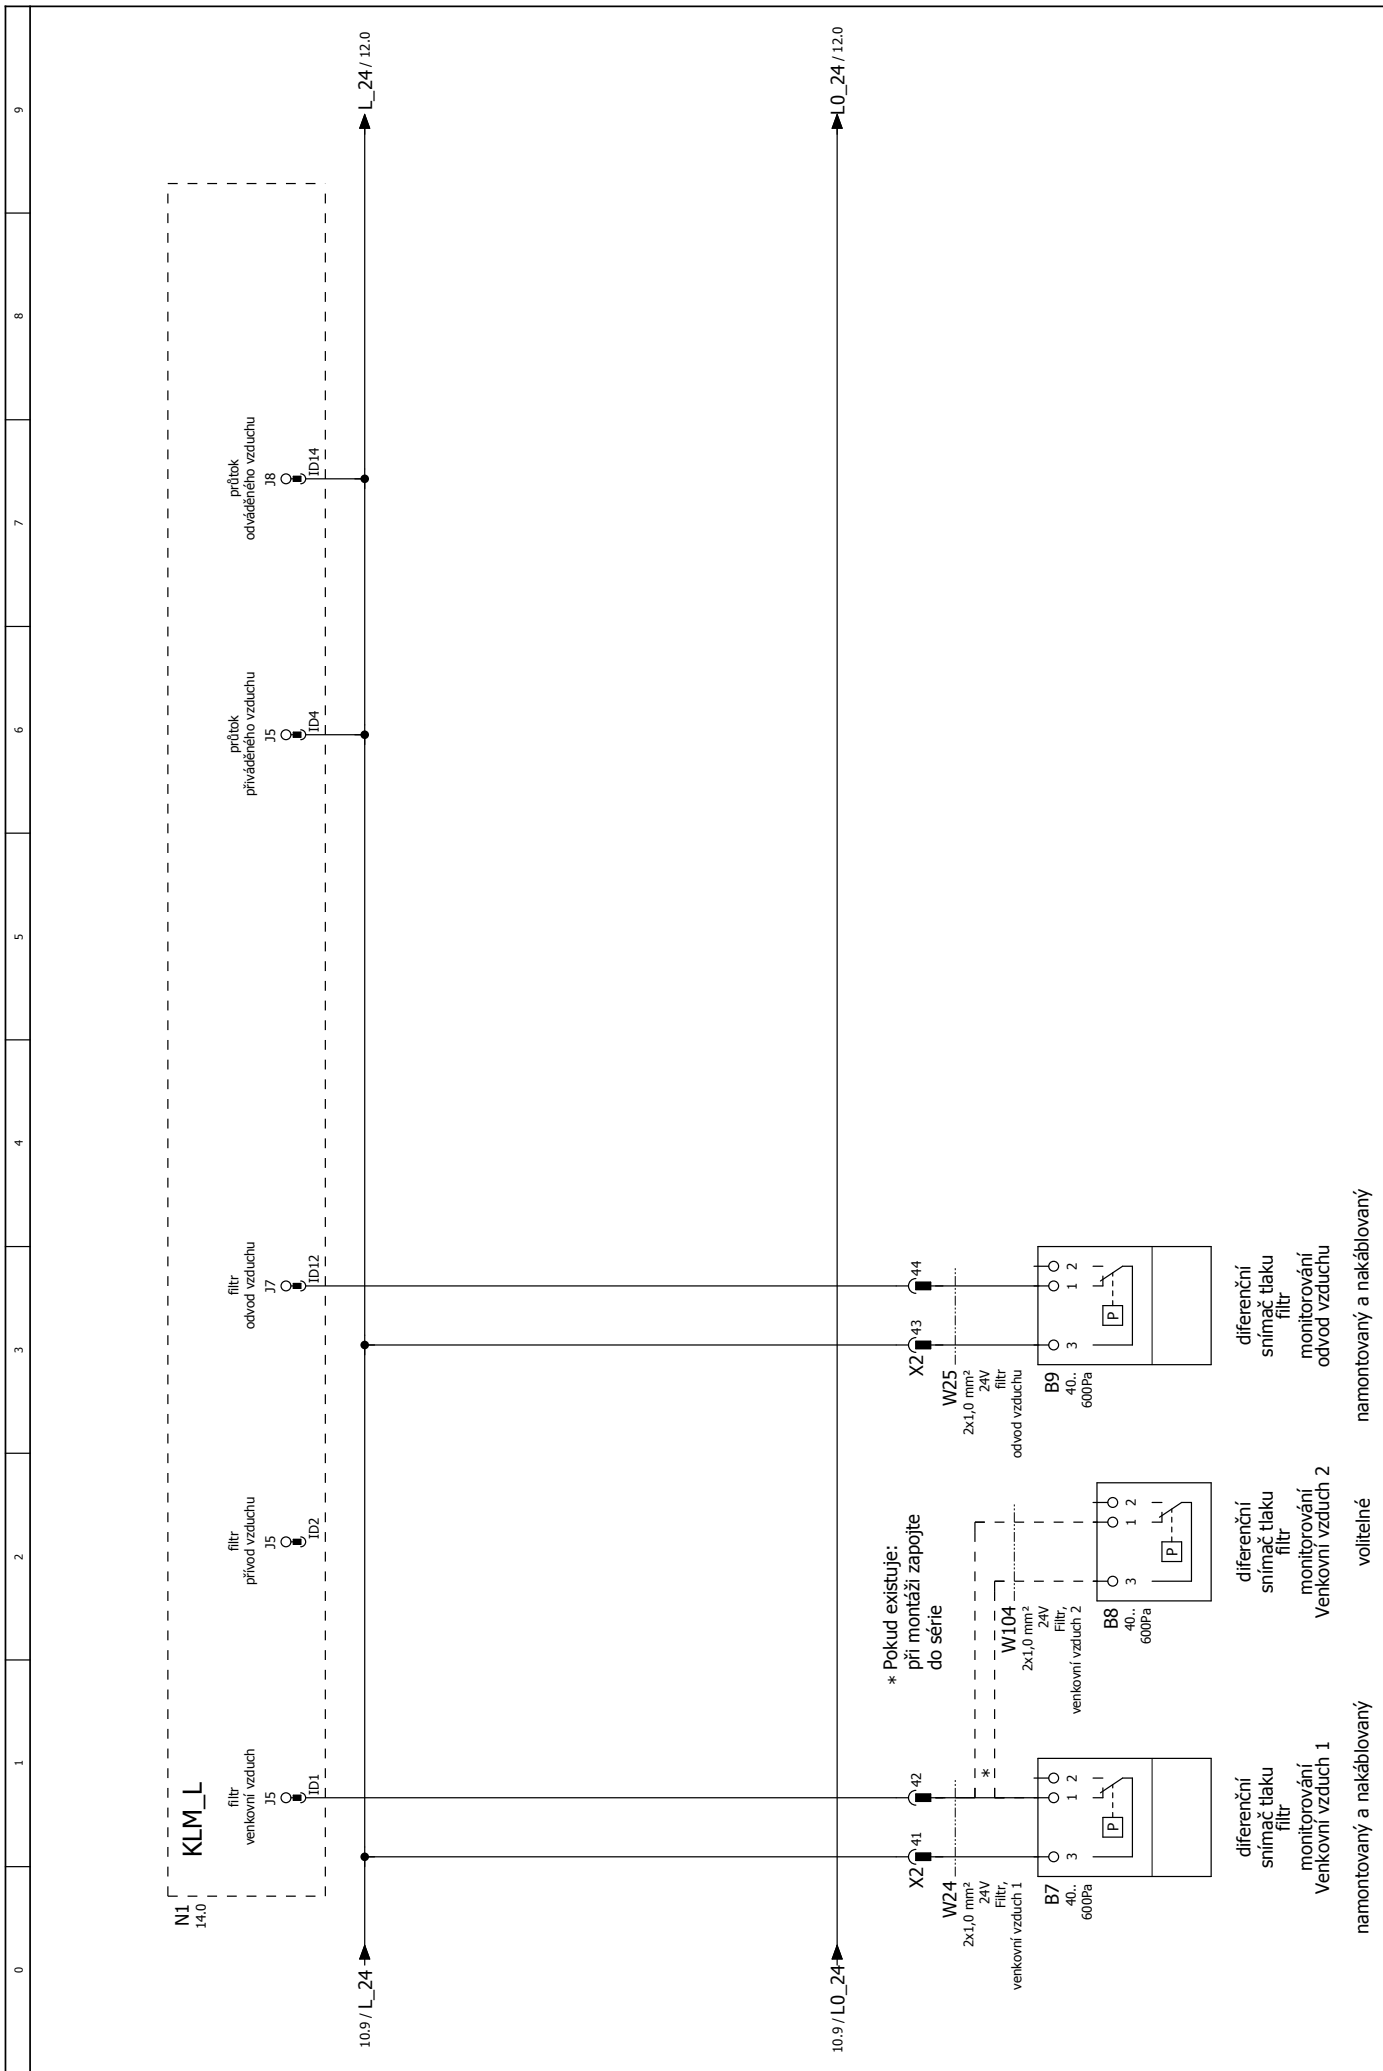 0
1
2
3
4
5
6
7
8
9
N1
14.0
KLM_L
filtr
venkovní vzduch
J5
ID1
filtr
přívod vzduchu
J5
ID2
filtr
odvod vzduchu
J7
ID12
průtok
přiváděného vzduchu
J5
ID4
průtok
odváděného vzduchu
J8
ID14
10.9 / L_24
L_24 / 12.0
10.9 / L0_24
L0_24 / 12.0
* Pokud existuje:
při montáži zapojte
do série
X2
41
42
W24
2x1,0 mm²
24V
Filtr,
venkovní vzduch 1
*
B7
40..
600Pa
3
1
2
P
W104
2x1,0 mm²
24V
Filtr,
venkovní vzduch 2
B8
40..
600Pa
3
1
2
P
X2
43
44
W25
2x1,0 mm²
24V
filtr
odvod vzduchu
B9
40..
600Pa
3
1
2
P
diferenční
snímač tlaku
filtr
monitorování
Venkovní vzduch 1
namontovaný a nakáblovaný
diferenční
snímač tlaku
filtr
monitorování
Venkovní vzduch 2
volitelné
diferenční
snímač tlaku
filtr
monitorování
odvod vzduchu
namontovaný a nakáblovaný